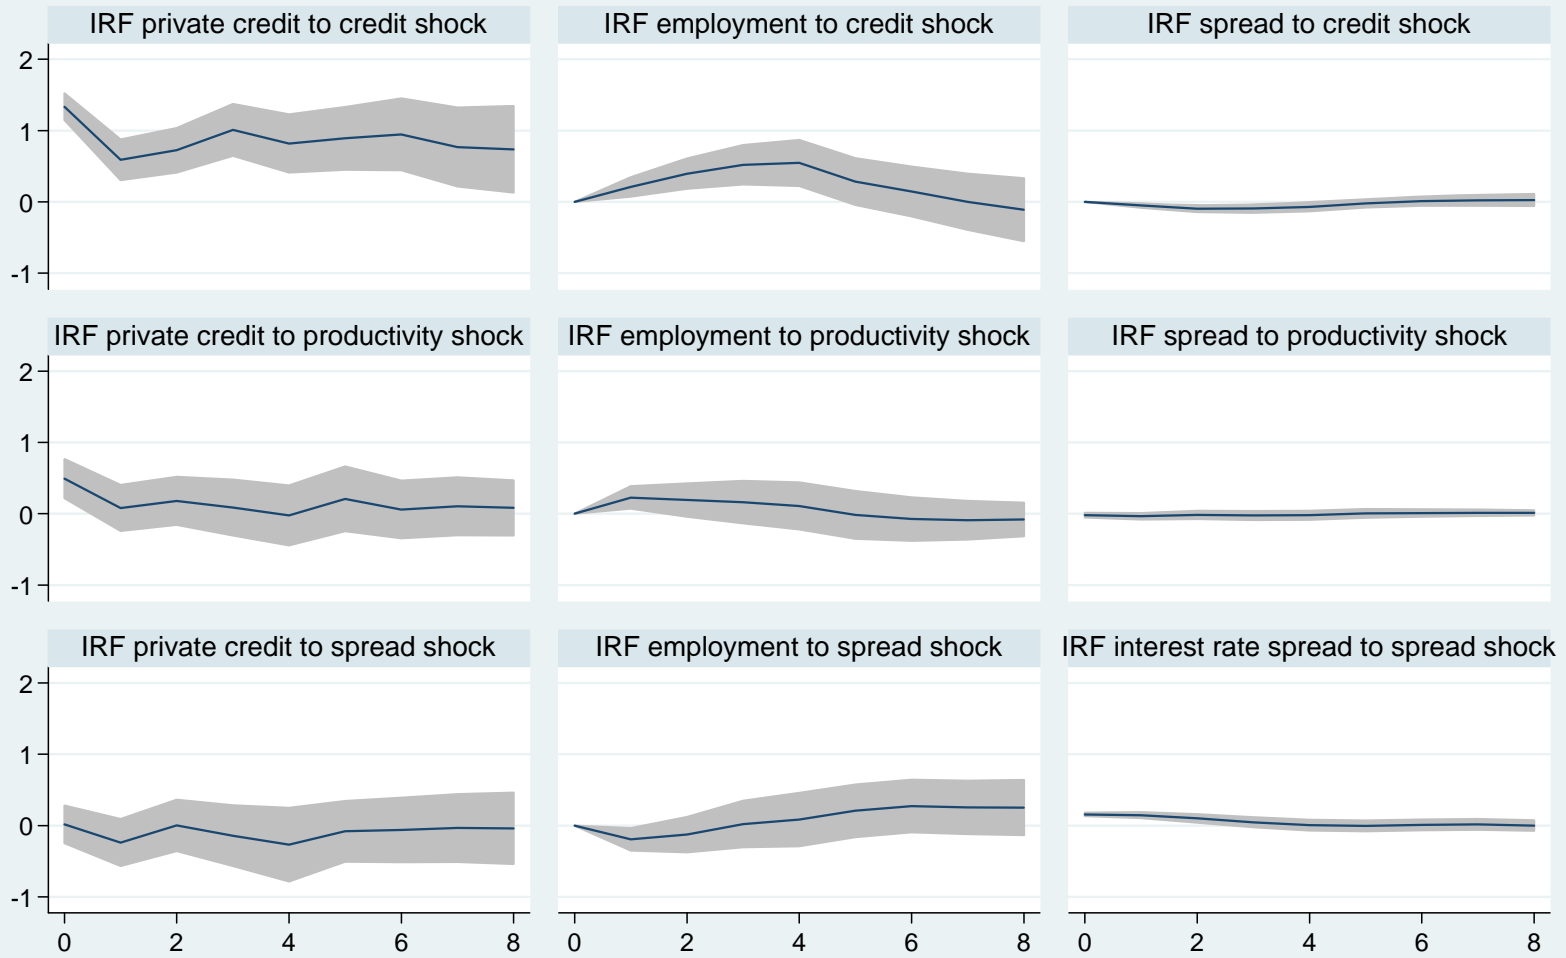 IRF private credit to credit shock
IRF employment to credit shock
IRF spread to credit shock
2
1
0
-1
IRF private credit to productivity shock
IRF employment to productivity shock
IRF spread to productivity shock
2
1
0
-1
IRF private credit to spread shock
IRF employment to spread shock
IRF interest rate spread to spread shock
2
1
0
-1
0 2 4 6 8
0 2 4 6 8
0 2 4 6 8